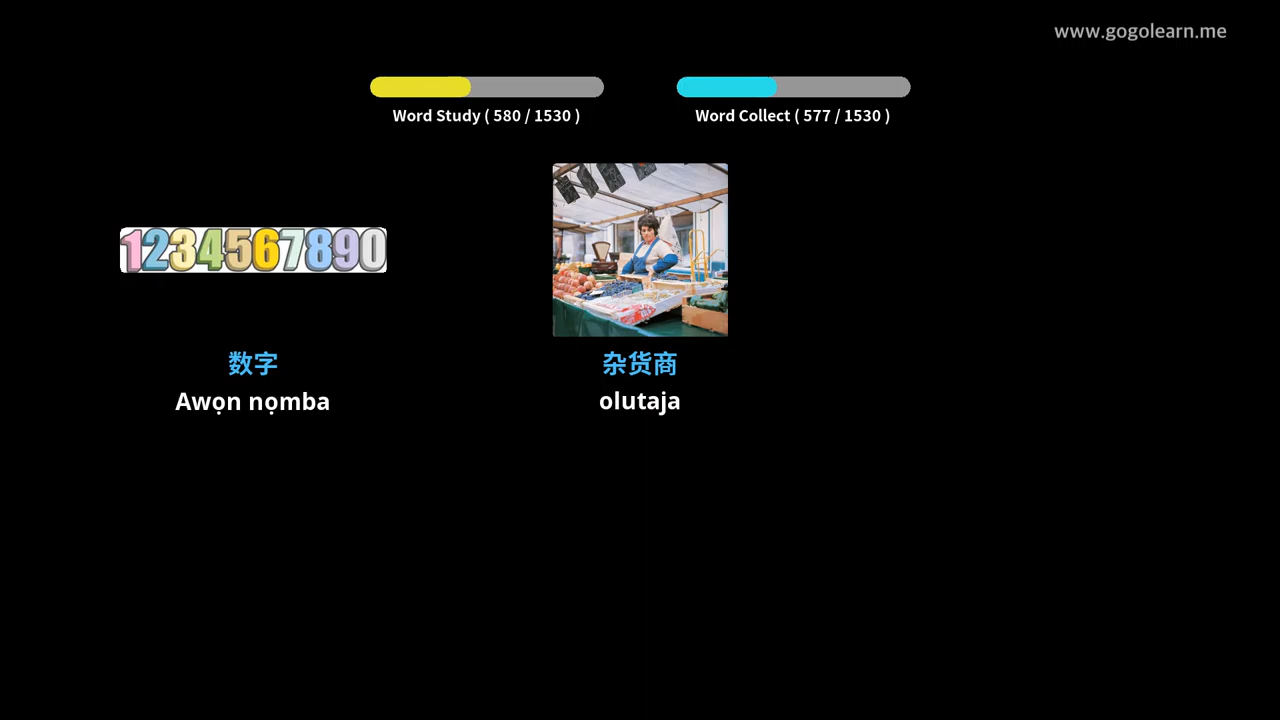 www.gogolearn.me
Word Study ( 580 / 1530 )
Word Collect ( 577 / 1530 )
1234567890
数字
Awọn nọmba
杂货商
olutaja